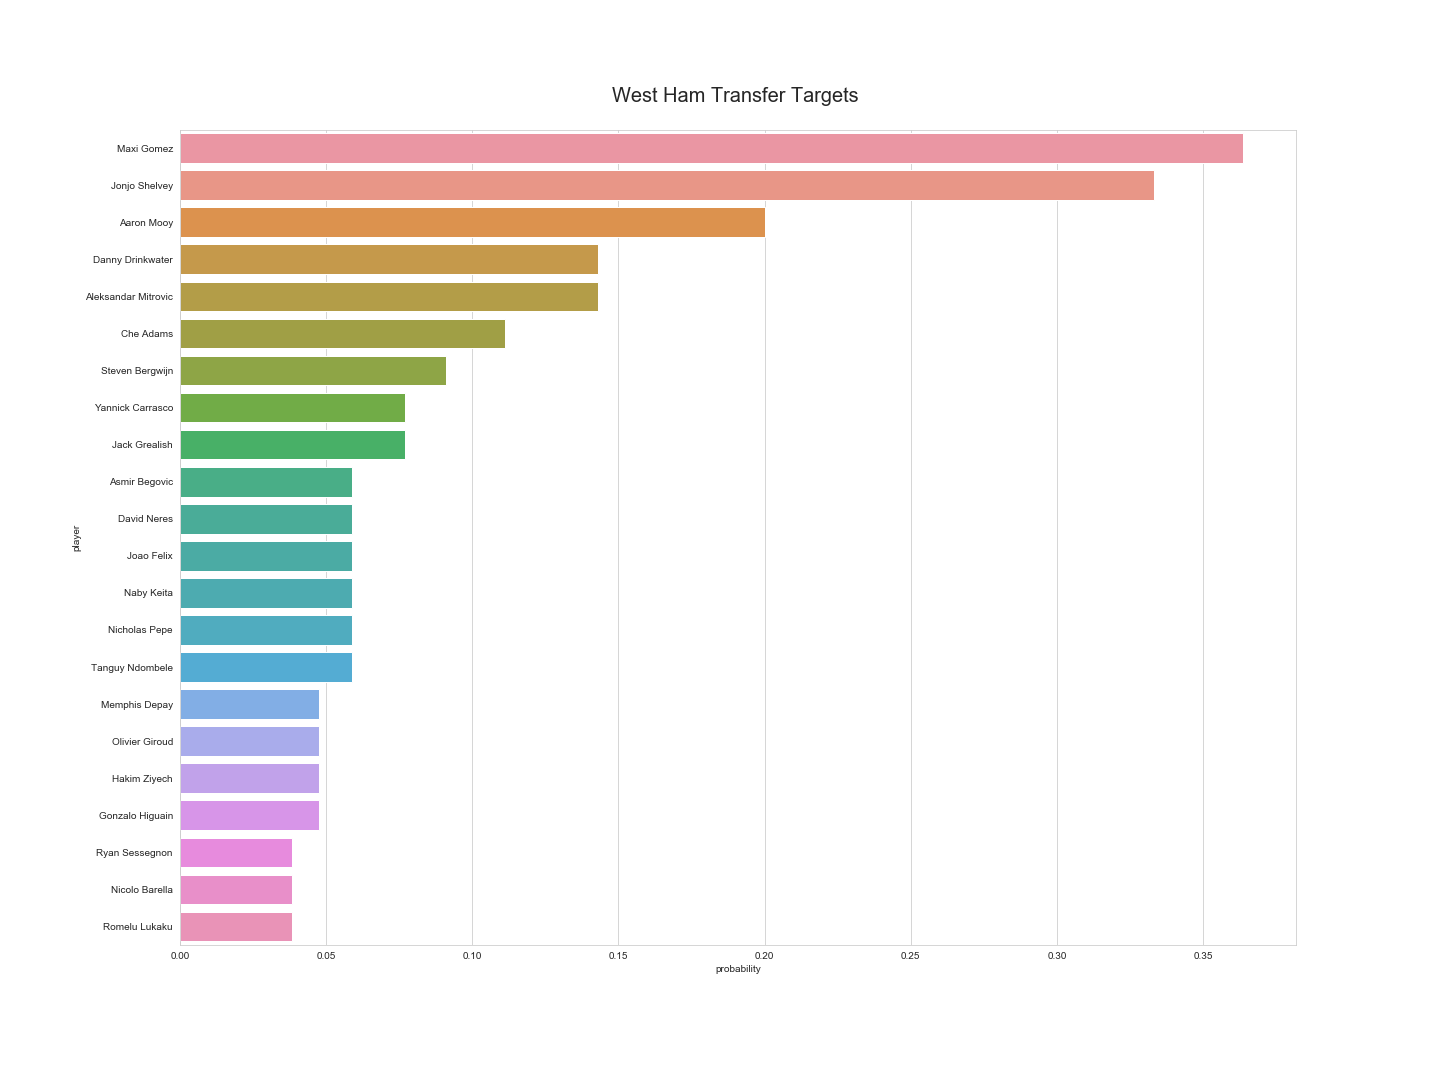 West Ham Transfer Targets
Maxi Gomez
Jonjo Shelvey
Aaron Mooy
Danny Drinkwater
Aleksandar Mitrovic
Che Adams
Steven Bergwijn
Yannick Carrasco
Jack Grealish
Asmir Begovic
David Neres
Joao Felix
Naby Keita
Nicholas Pepe
Tanguy Ndombele
Memphis Depay
Olivier Giroud
Hakim Ziyech
Gonzalo Higuain
Ryan Sessegnon
Nicolo Barella
Romelu Lukaku
player
0.00 0.05 0.10 0.15 0.20 0.25 0.30 0.35
probability